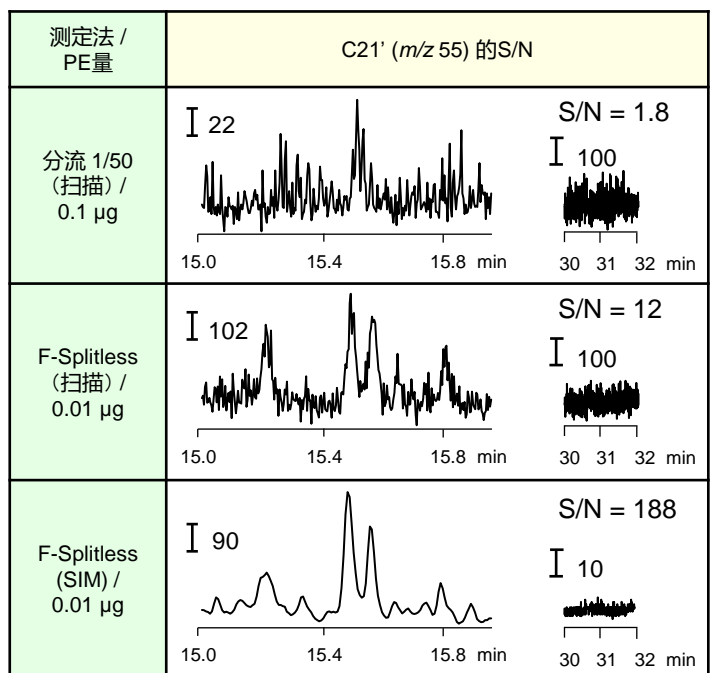 测定法 /
PE量
C21' (m/z 55) 的S/N
分流 1/50
（扫描）/
0.1 µg
22
S/N = 1.8
100
15.0 15.4 15.8 min
30 31 32 min
F-Splitless
（扫描）/
0.01 µg
102
S/N = 12
100
15.0 15.4 15.8 min
30 31 32 min
F-Splitless
(SIM) /
0.01 µg
90
S/N = 188
10
15.0 15.4 15.8 min
30 31 32 min